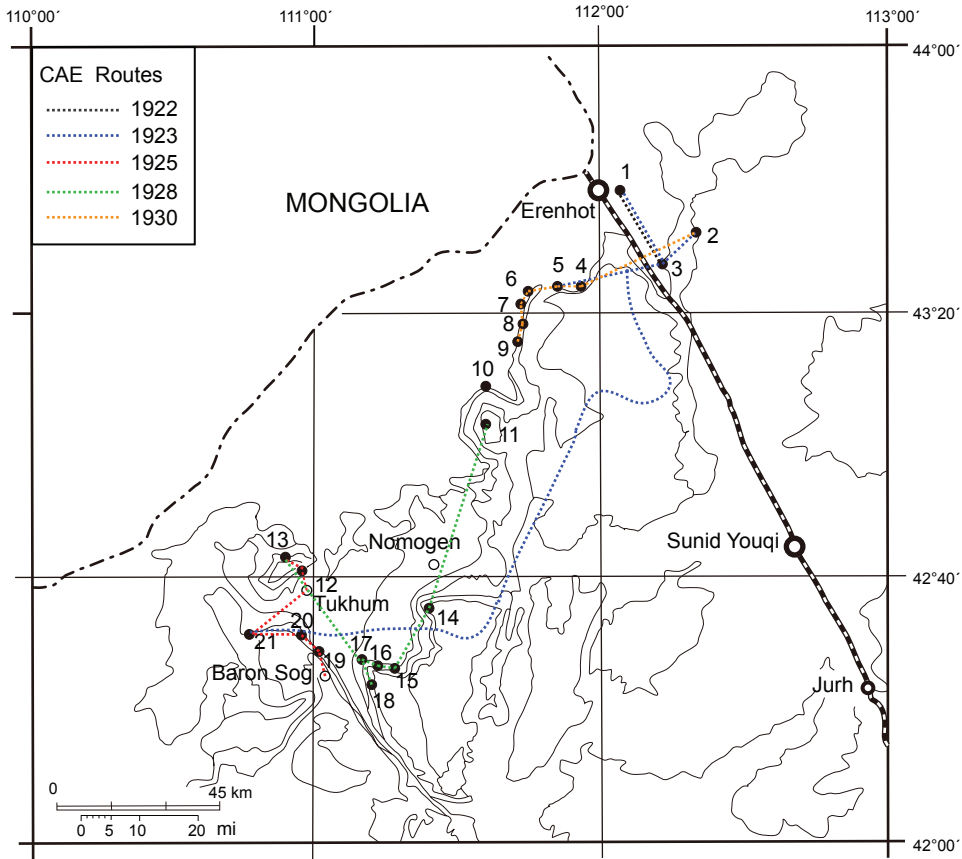 110°00´ 111°00´ 112°00´ 113°00´
44°00´
CAE Routes
1922
1923
1925
1928
1930
MONGOLIA
1
Erenhot
2
3
6 5 4
7
43°20´
8
9
10
11
Nomogen
Sunid Youqi
13
42°40´
12
Tukhum
14
20
21
17 16
19
Baron Sog
15
Jurh
18
0 45 km
0 5 10 20 mi
42°00´